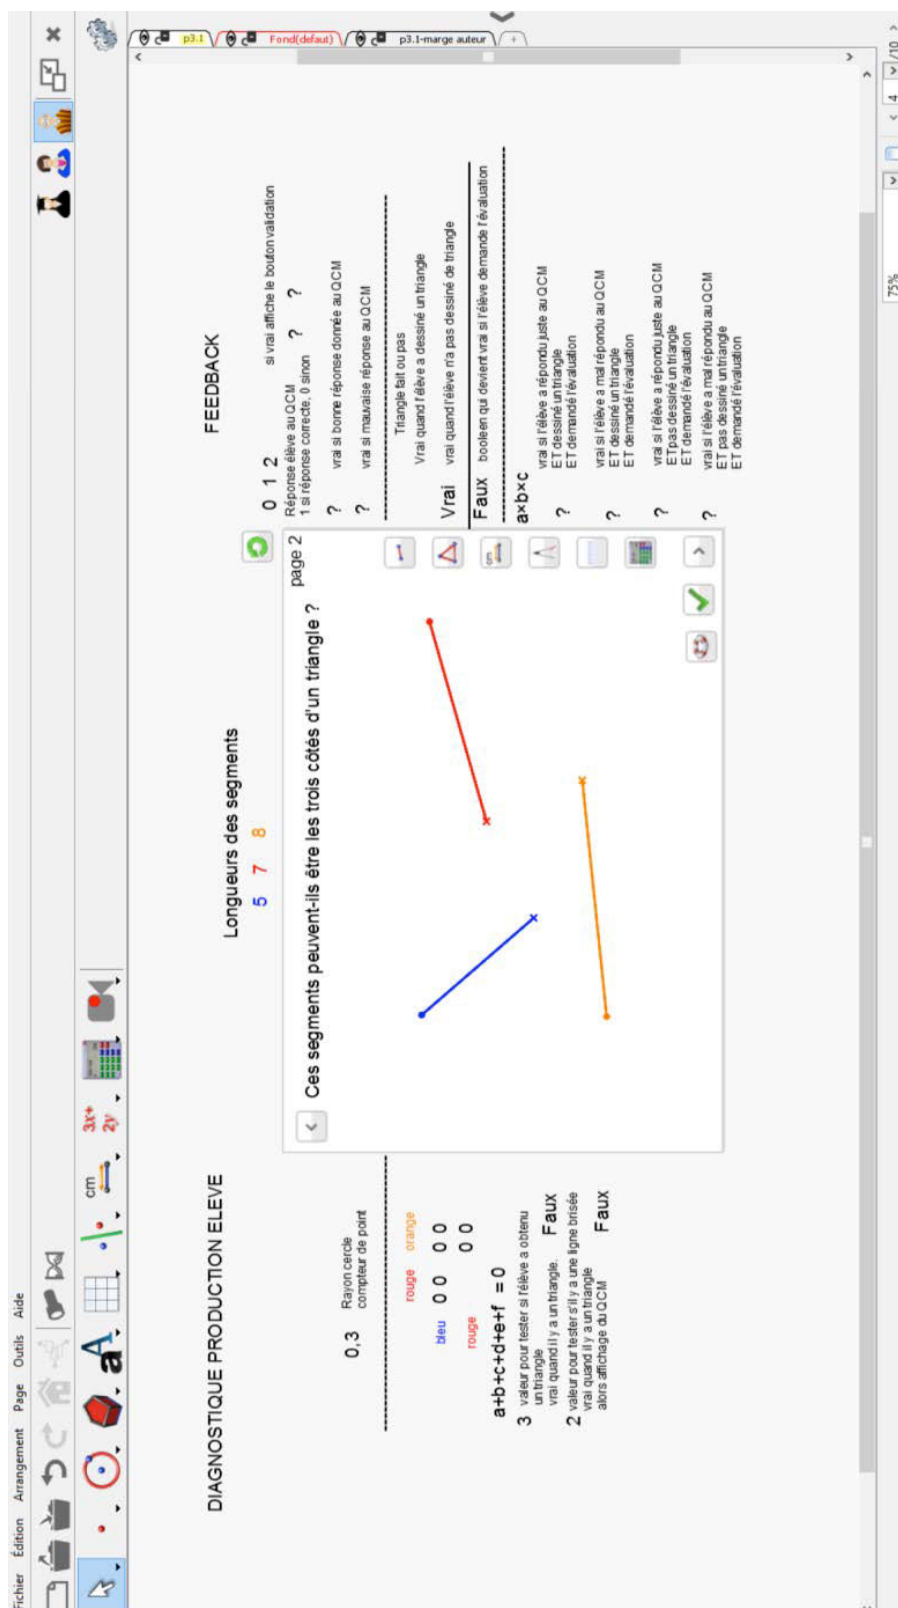 Fichier Édition Arrangement Page Outils Aide
cm
3x+
2y
aA
p3.1 Fond(defaut) p3.1-marge auteur +
DIAGNOSTIQUE PRODUCTION ELEVE
0,3 Rayon cercle
compteur de point
rouge orange
bleu 0 0 0 0
rouge 0 0
a+b+c+d+e+f = 0
3 valeur pour tester si l'élève a obtenu
un triangle
vrai quand il y a un triangle. Faux
2 valeur pour tester s'il y a une ligne brisée
vrai quand il y a un triangle
alors affichage du QCM Faux
Longueurs des segments
5 7 8
Ces segments peuvent-ils être les trois côtés d'un triangle ? page 2
cm
FEEDBACK
0 1 2 si vrai affiche le bouton validation
Réponse élève au QCM
1 si réponse correcte, 0 sinon ? ?
? vrai si bonne réponse donnée au QCM
? vrai si mauvaise réponse au QCM
Triangle fait ou pas
Vrai quand l'élève a dessiné un triangle
Vrai vrai quand l'élève n'a pas dessiné de triangle
Faux booleen qui devient vrai si l'élève demande l'évaluation
a×b×c
? vrai si l'élève a répondu juste au QCM
ET dessiné un triangle
ET demandé l'évaluation
? vrai si l'élève a mal répondu au QCM
ET dessiné un triangle
ET demandé l'évaluation
? vrai si l'élève a répondu juste au QCM
ET pas dessiné un triangle
ET demandé l'évaluation
? vrai si l'élève a mal répondu au QCM
ET pas dessiné un triangle
ET demandé l'évaluation
75% 4 /10